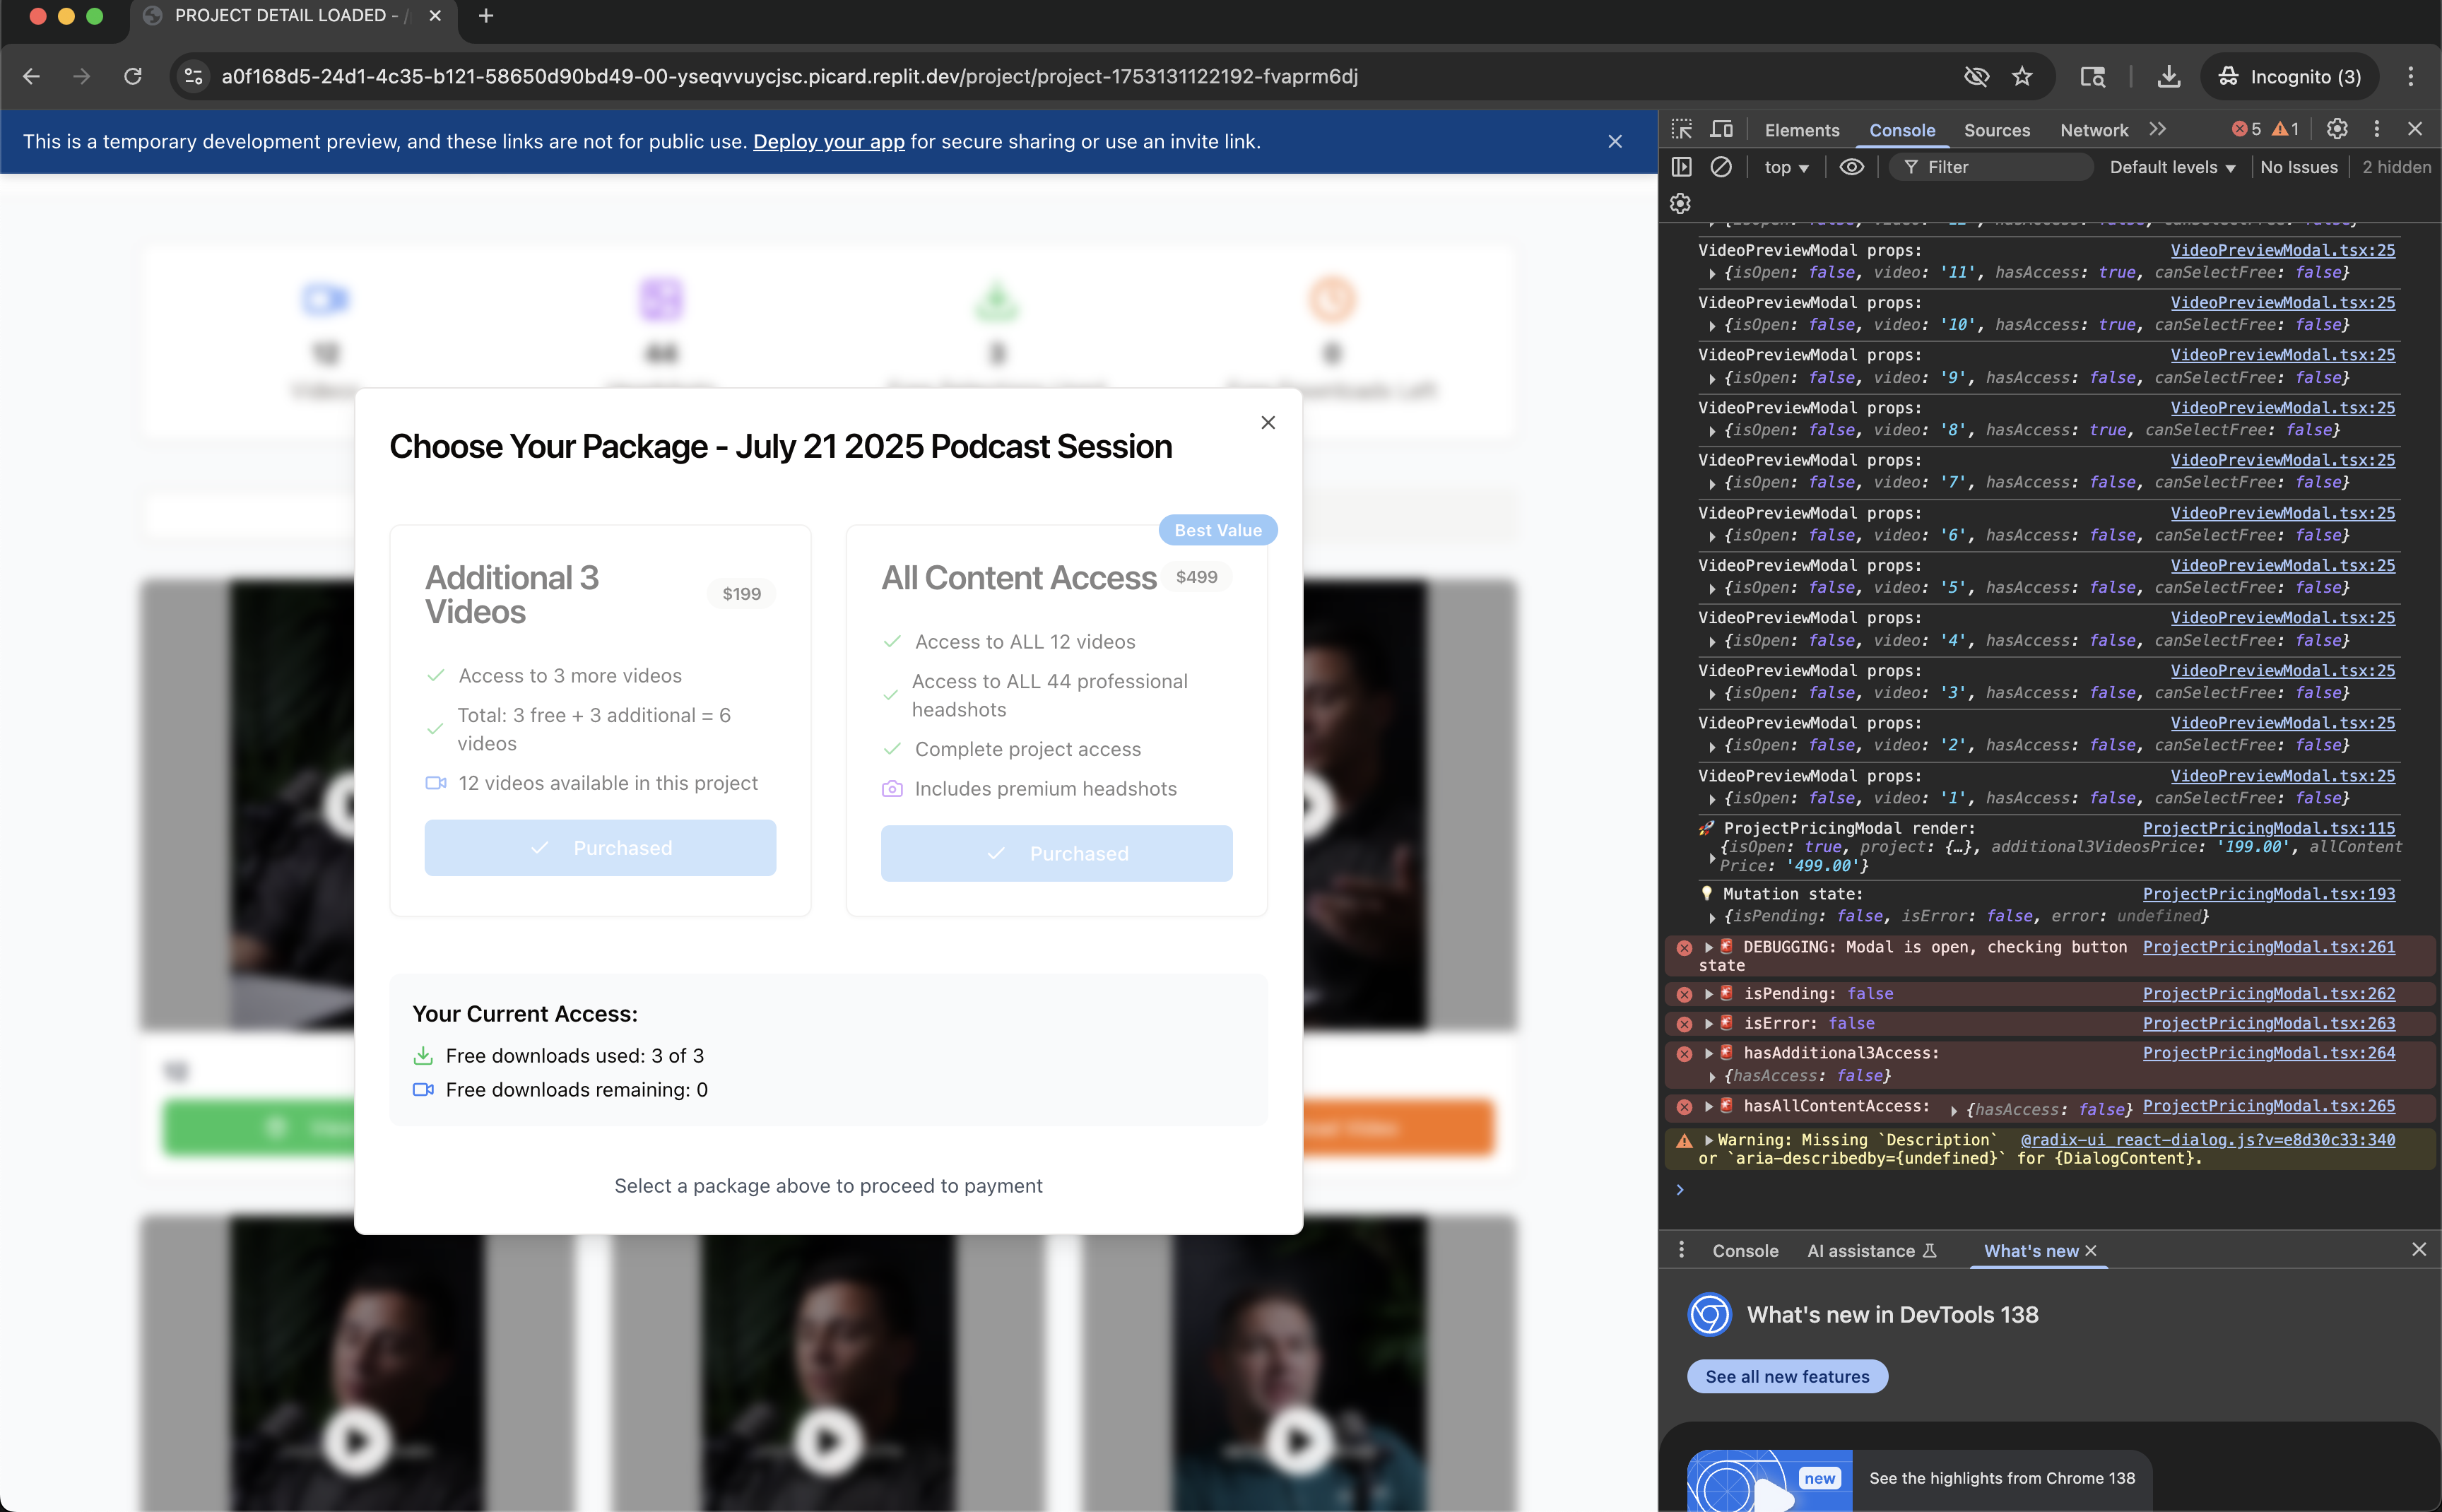 PROJECT DETAIL LOADED - /
a0f168d5-24d1-4c35-b121-58650d90bd49-00-yseqvvuycjsc.picard.replit.dev/project/project-1753131122192-fvaprm6dj
Incognito (3)
This is a temporary development preview, and these links are not for public use. Deploy your app for secure sharing or use an invite link.
12
44
3
0
Videos
Downloads Left
Choose Your Package - July 21 2025 Podcast Session
Additional 3
Videos
$199
Access to 3 more videos
Total: 3 free + 3 additional = 6
videos
12 videos available in this project
Purchased
Best Value
All Content Access
$499
Access to ALL 12 videos
Access to ALL 44 professional
headshots
Complete project access
Includes premium headshots
Purchased
Your Current Access:
Free downloads used: 3 of 3
Free downloads remaining: 0
Select a package above to proceed to payment
12
Elements
Console
Sources
Network
5
1
top
Filter
Default levels
No Issues
2 hidden
VideoPreviewModal props: VideoPreviewModal.tsx:25
{isOpen: false, video: '11', hasAccess: true, canSelectFree: false}
VideoPreviewModal props: VideoPreviewModal.tsx:25
{isOpen: false, video: '10', hasAccess: true, canSelectFree: false}
VideoPreviewModal props: VideoPreviewModal.tsx:25
{isOpen: false, video: '9', hasAccess: false, canSelectFree: false}
VideoPreviewModal props: VideoPreviewModal.tsx:25
{isOpen: false, video: '8', hasAccess: true, canSelectFree: false}
VideoPreviewModal props: VideoPreviewModal.tsx:25
{isOpen: false, video: '7', hasAccess: false, canSelectFree: false}
VideoPreviewModal props: VideoPreviewModal.tsx:25
{isOpen: false, video: '6', hasAccess: false, canSelectFree: false}
VideoPreviewModal props: VideoPreviewModal.tsx:25
{isOpen: false, video: '5', hasAccess: false, canSelectFree: false}
VideoPreviewModal props: VideoPreviewModal.tsx:25
{isOpen: false, video: '4', hasAccess: false, canSelectFree: false}
VideoPreviewModal props: VideoPreviewModal.tsx:25
{isOpen: false, video: '3', hasAccess: false, canSelectFree: false}
VideoPreviewModal props: VideoPreviewModal.tsx:25
{isOpen: false, video: '2', hasAccess: false, canSelectFree: false}
VideoPreviewModal props: VideoPreviewModal.tsx:25
{isOpen: false, video: '1', hasAccess: false, canSelectFree: false}
🚀 ProjectPricingModal render: ProjectPricingModal.tsx:115
{isOpen: true, project: {…}, additional3VideosPrice: '199.00', allContent
Price: '499.00'}
💡 Mutation state: ProjectPricingModal.tsx:193
{isPending: false, isError: false, error: undefined}
🚨 DEBUGGING: Modal is open, checking button ProjectPricingModal.tsx:261
state
🚨 isPending: false ProjectPricingModal.tsx:262
🚨 isError: false ProjectPricingModal.tsx:263
🚨 hasAdditional3Access: ProjectPricingModal.tsx:264
{hasAccess: false}
🚨 hasAllContentAccess: {hasAccess: false} ProjectPricingModal.tsx:265
Warning: Missing `Description` @radix-ui_react-dialog.js?v=e8d30c33:340
or `aria-describedby={undefined}` for {DialogContent}.
Console
AI assistance
What's new
What's new in DevTools 138
See all new features
new
See the highlights from Chrome 138